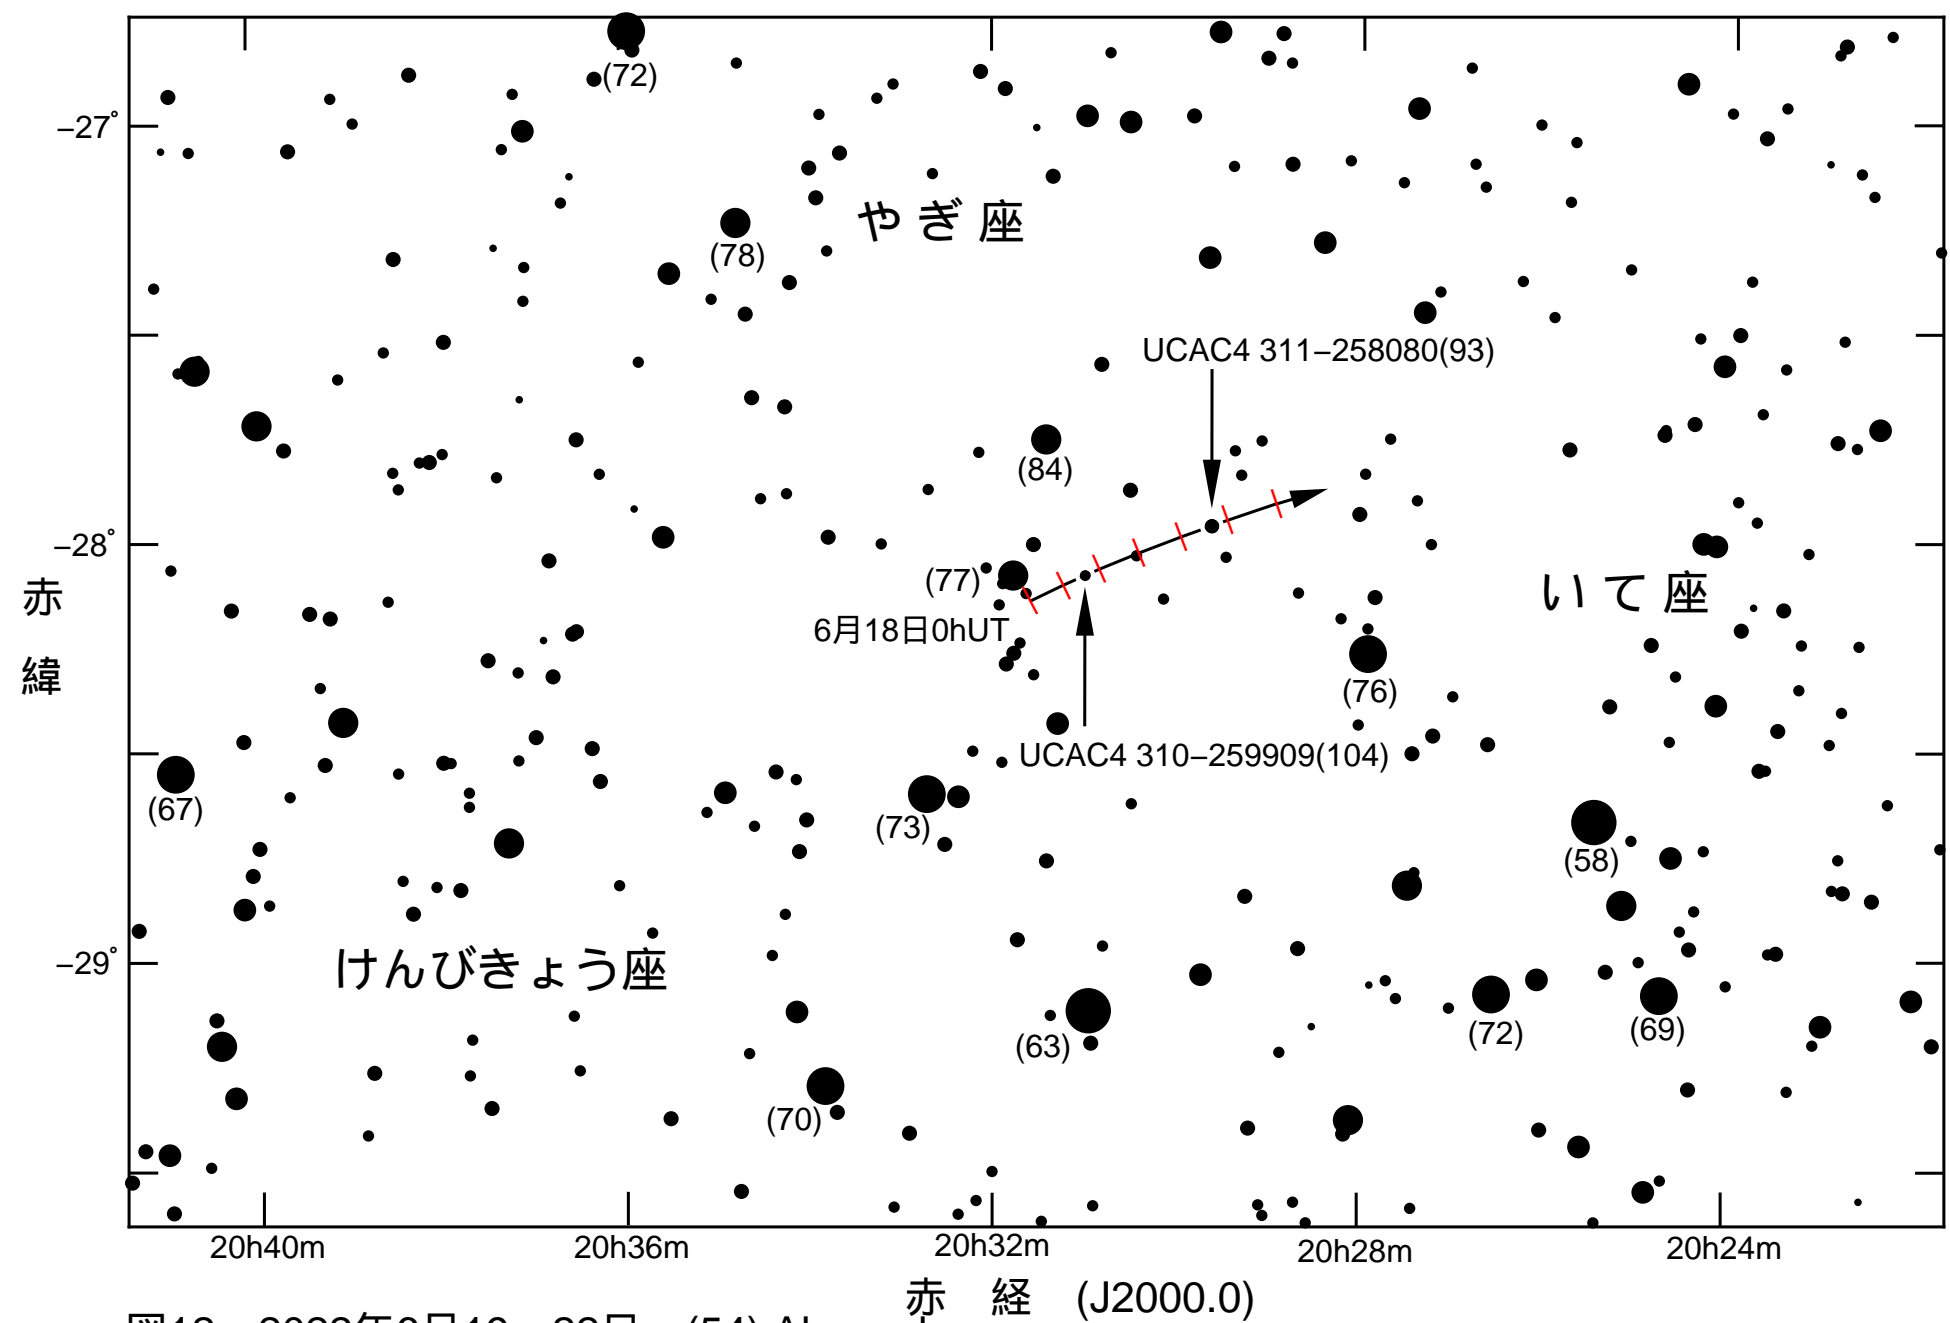 (72)
−27°
やぎ座
(78)
UCAC4 311−258080(93)
(84)
−28°
(77)
いて座
赤緯
6月18日0hUT
(76)
UCAC4 310−259909(104)
(67)
(73)
(58)
−29°
けんびきょう座
(63)
(72)
(69)
(70)
20h40m 20h36m 20h32m 20h28m 20h24m
赤 経 (J2000.0)